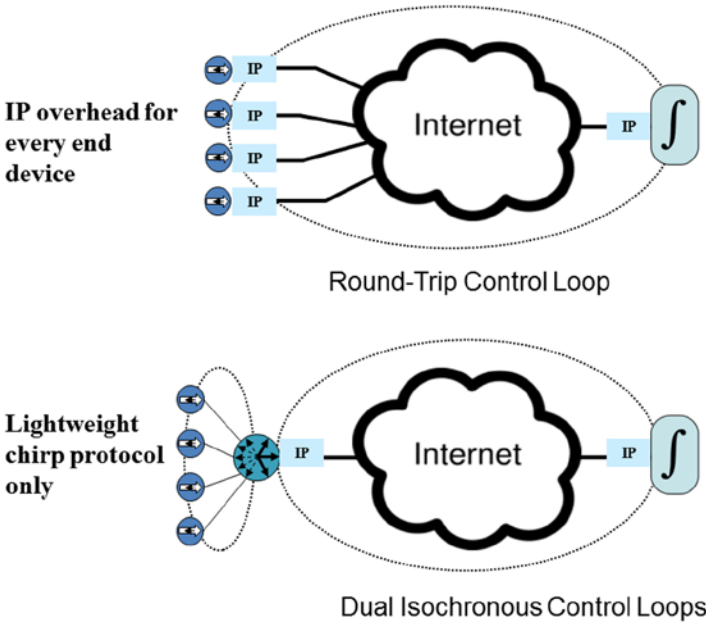 IP
IP overhead for
every end
device
IP
IP
IP
Internet
IP
∫
Round-Trip Control Loop
Lightweight
chirp protocol
only
IP
Internet
IP
∫
Dual Isochronous Control Loops